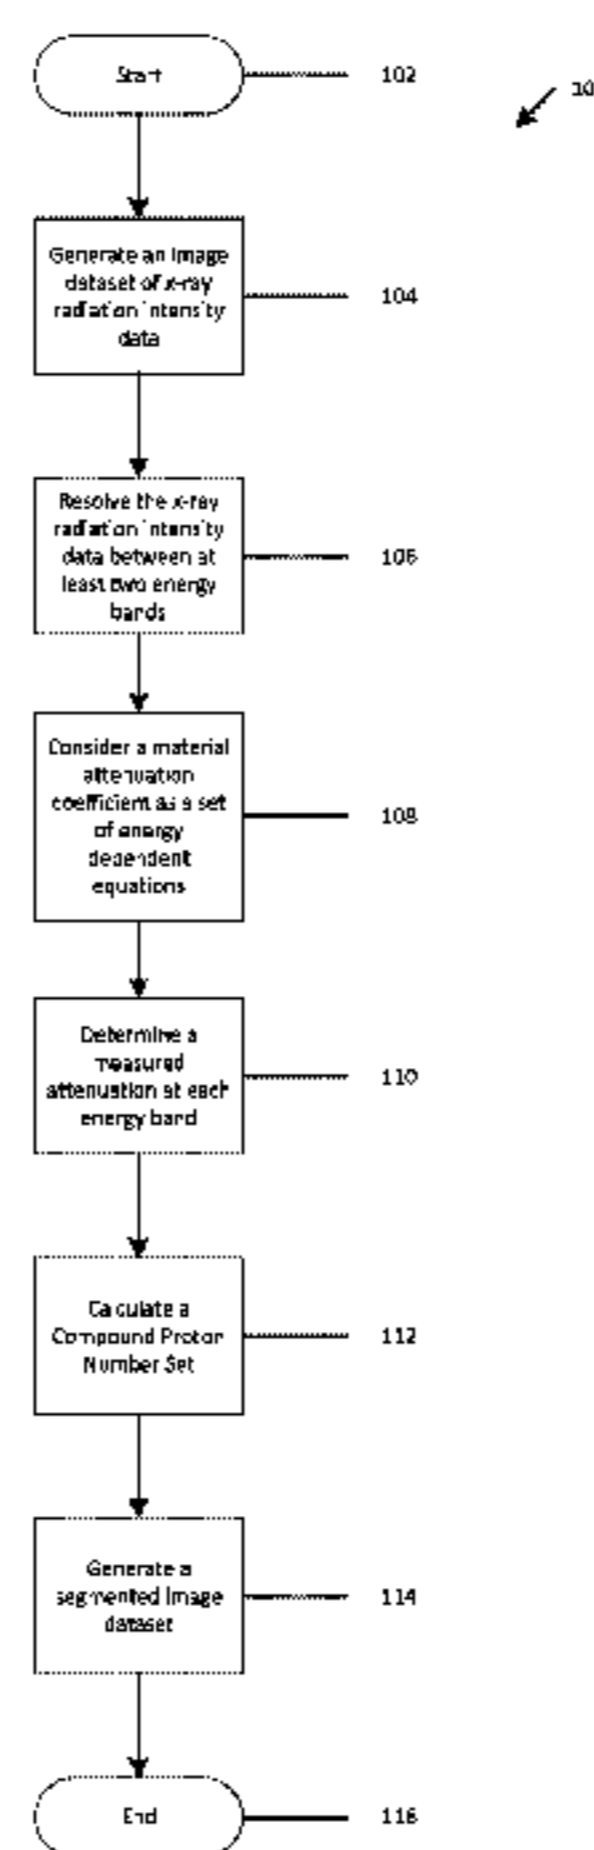 Start
102
10
Generate an image
dataset of x-ray
radiation intensity
data
104
Resolve the x-ray
radiation intensity
data between at
least two energy
bands
106
Consider a material
attenuation
coefficient as a set
of energy
dependent
equations
108
Determine a
measured
attenuation at each
energy band
110
Calculate a
Compound Proton
Number Set
112
Generate a
segmented image
dataset
114
End
116